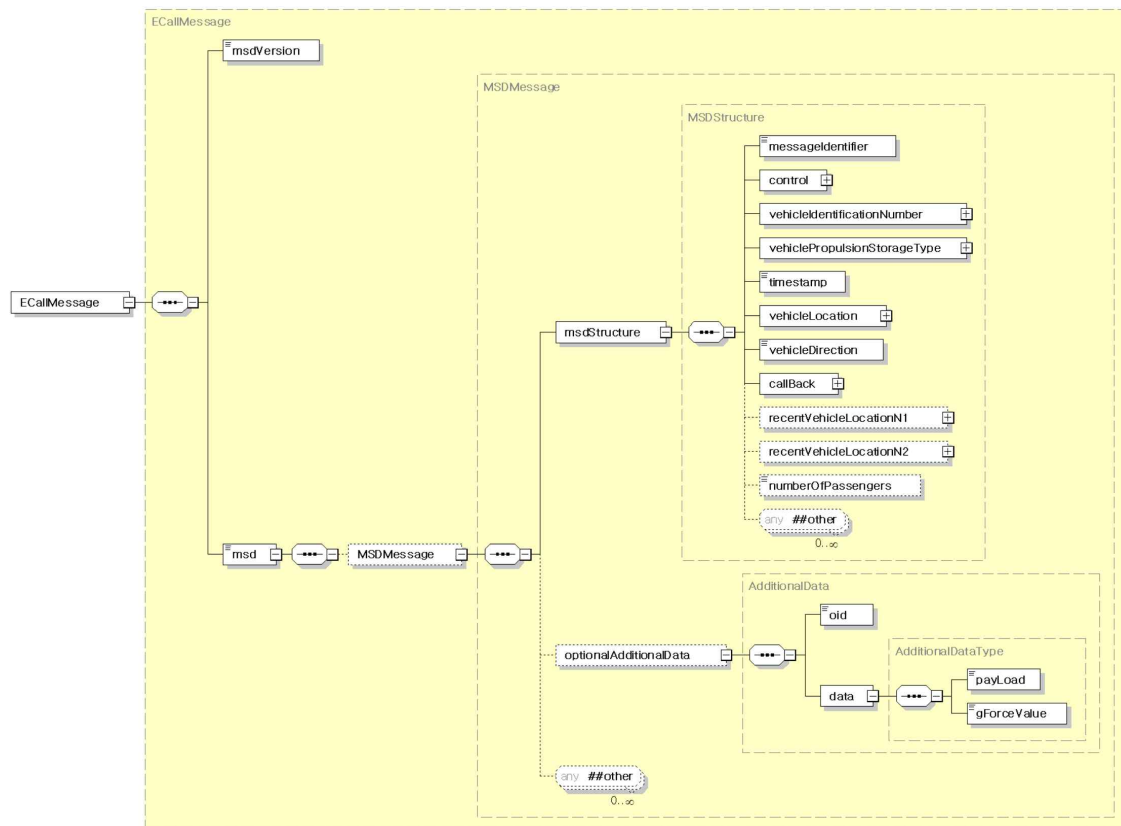 ECallMessage
msdVersion
MSDMessage
MSDStructure
messageIdentifier
control
vehicleIdentificationNumber
vehiclePropulsionStorageType
timestamp
ECallMessage
vehicleLocation
msdStructure
vehicleDirection
callBack
recentVehicleLocationN1
recentVehicleLocationN2
numberOfPassengers
any ##other
0..∞
msd
MSDMessage
AdditionalData
oid
optionalAdditionalData
AdditionalDataType
payLoad
data
gForceValue
any ##other
0..∞